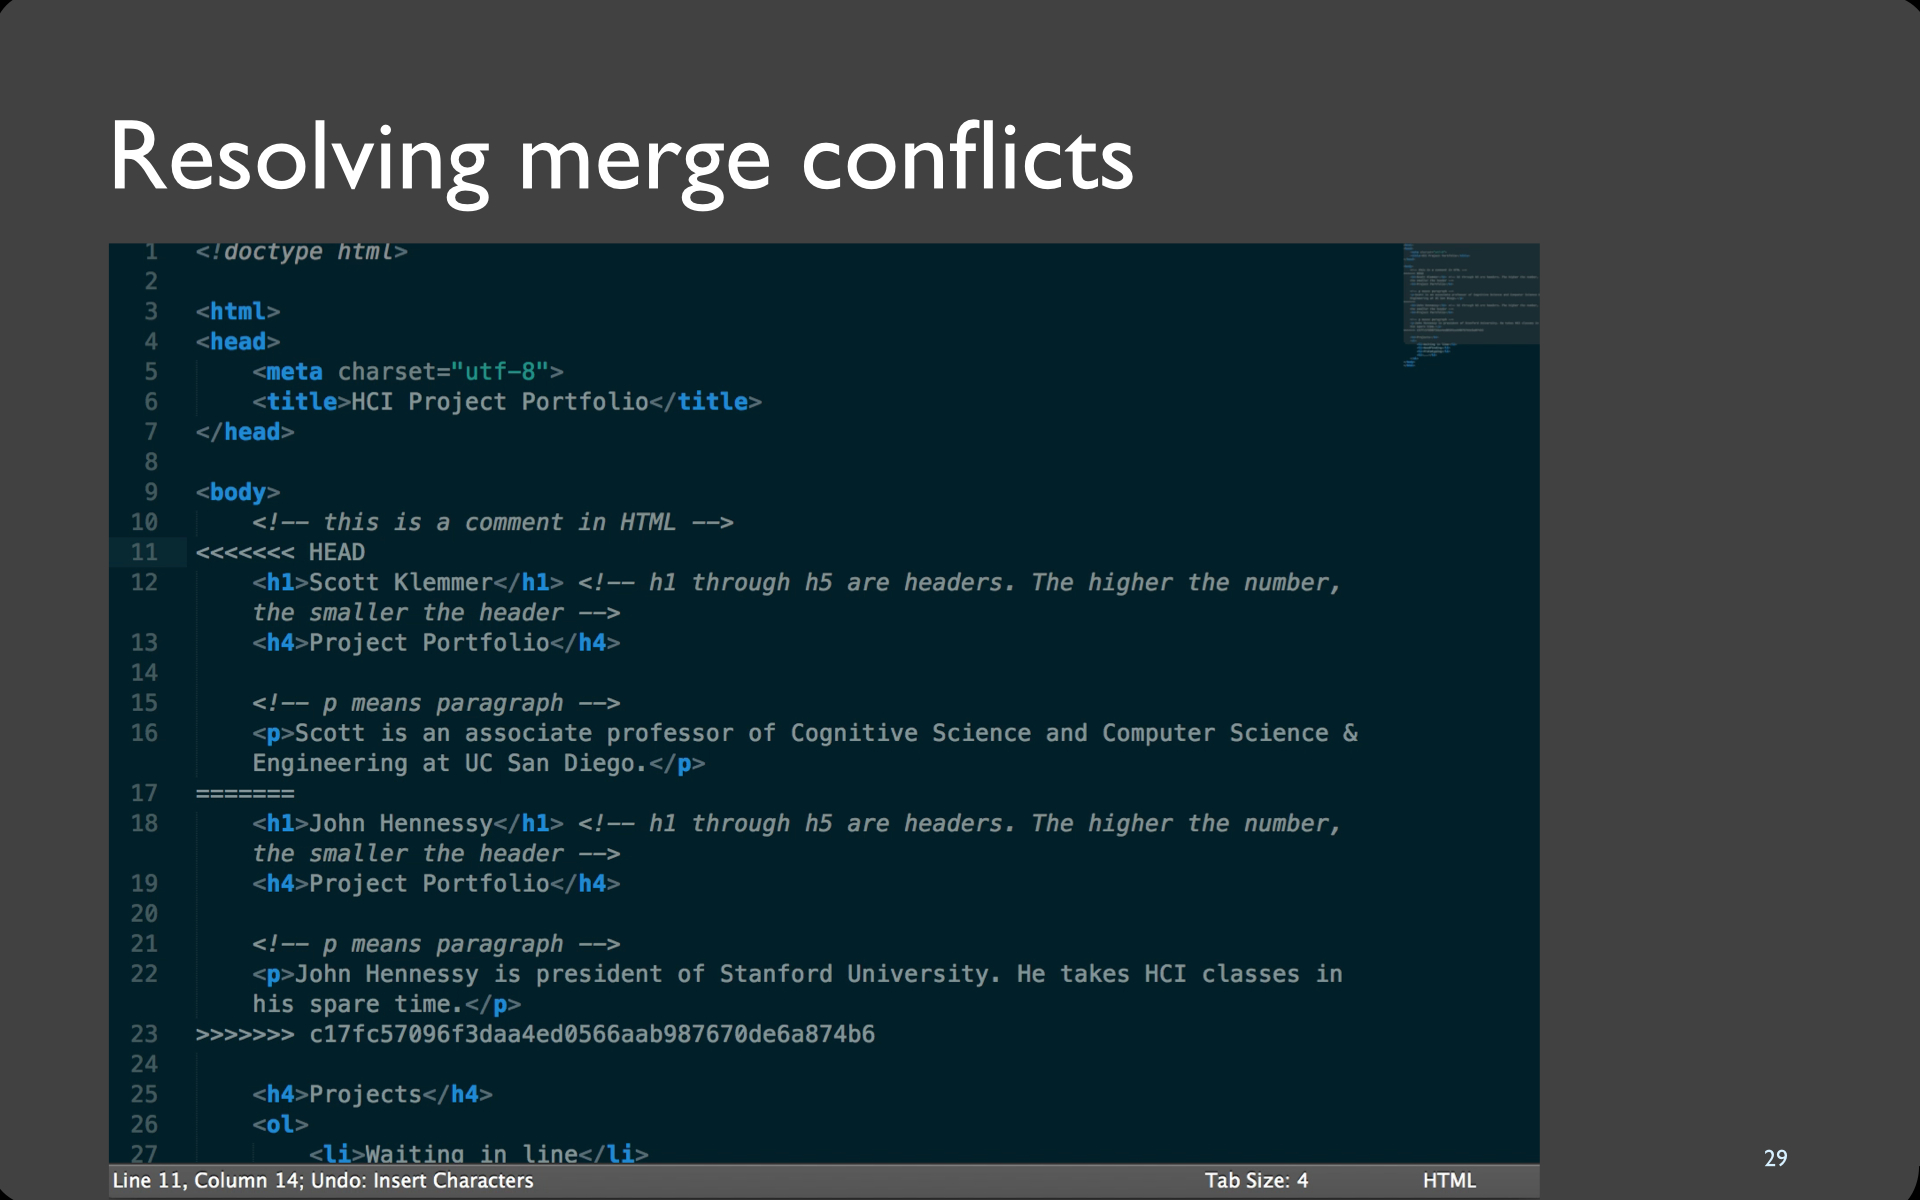 Resolving merge conflicts
1 <!doctype html>
2
3 <html>
4 <head>
5 <meta charset="utf-8">
6 <title>HCI Project Portfolio</title>
7 </head>
8
9 <body>
10 <!-- this is a comment in HTML -->
11 <<<<<<< HEAD
12 <h1>Scott Klemmer</h1> <!-- h1 through h5 are headers. The higher the number,
the smaller the header -->
13 <h4>Project Portfolio</h4>
14
15 <!-- p means paragraph -->
16 <p>Scott is an associate professor of Cognitive Science and Computer Science &
Engineering at UC San Diego.</p>
17 =======
18 <h1>John Hennessy</h1> <!-- h1 through h5 are headers. The higher the number,
the smaller the header -->
19 <h4>Project Portfolio</h4>
20
21 <!-- p means paragraph -->
22 <p>John Hennessy is president of Stanford University. He takes HCI classes in
his spare time.</p>
23 >>>>>>> c17fc57096f3daa4ed0566aab987670de6a874b6
24
25 <h4>Projects</h4>
26 <ol>
27 <li>Waiting in line</li>
Line 11, Column 14; Undo: Insert Characters Tab Size: 4 HTML
29